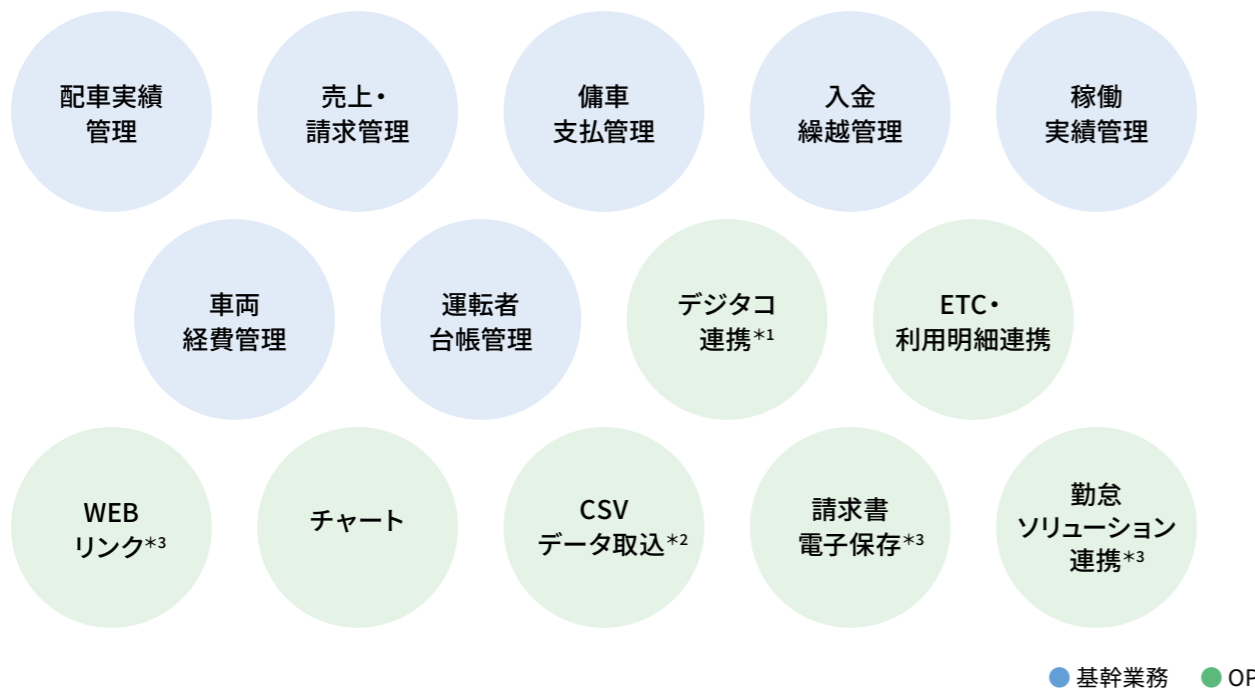 配車実績
管理
売上・
請求管理
傭車
支払管理
入金
繰越管理
稼働
実績管理
車両
経費管理
運転者
台帳管理
デジタコ
連携*1
ETC・
利用明細連携
WEB
リンク*3
チャート
CSV
データ取込*2
請求書
電子保存*3
勤怠
ソリューション
連携*3
基幹業務
OP